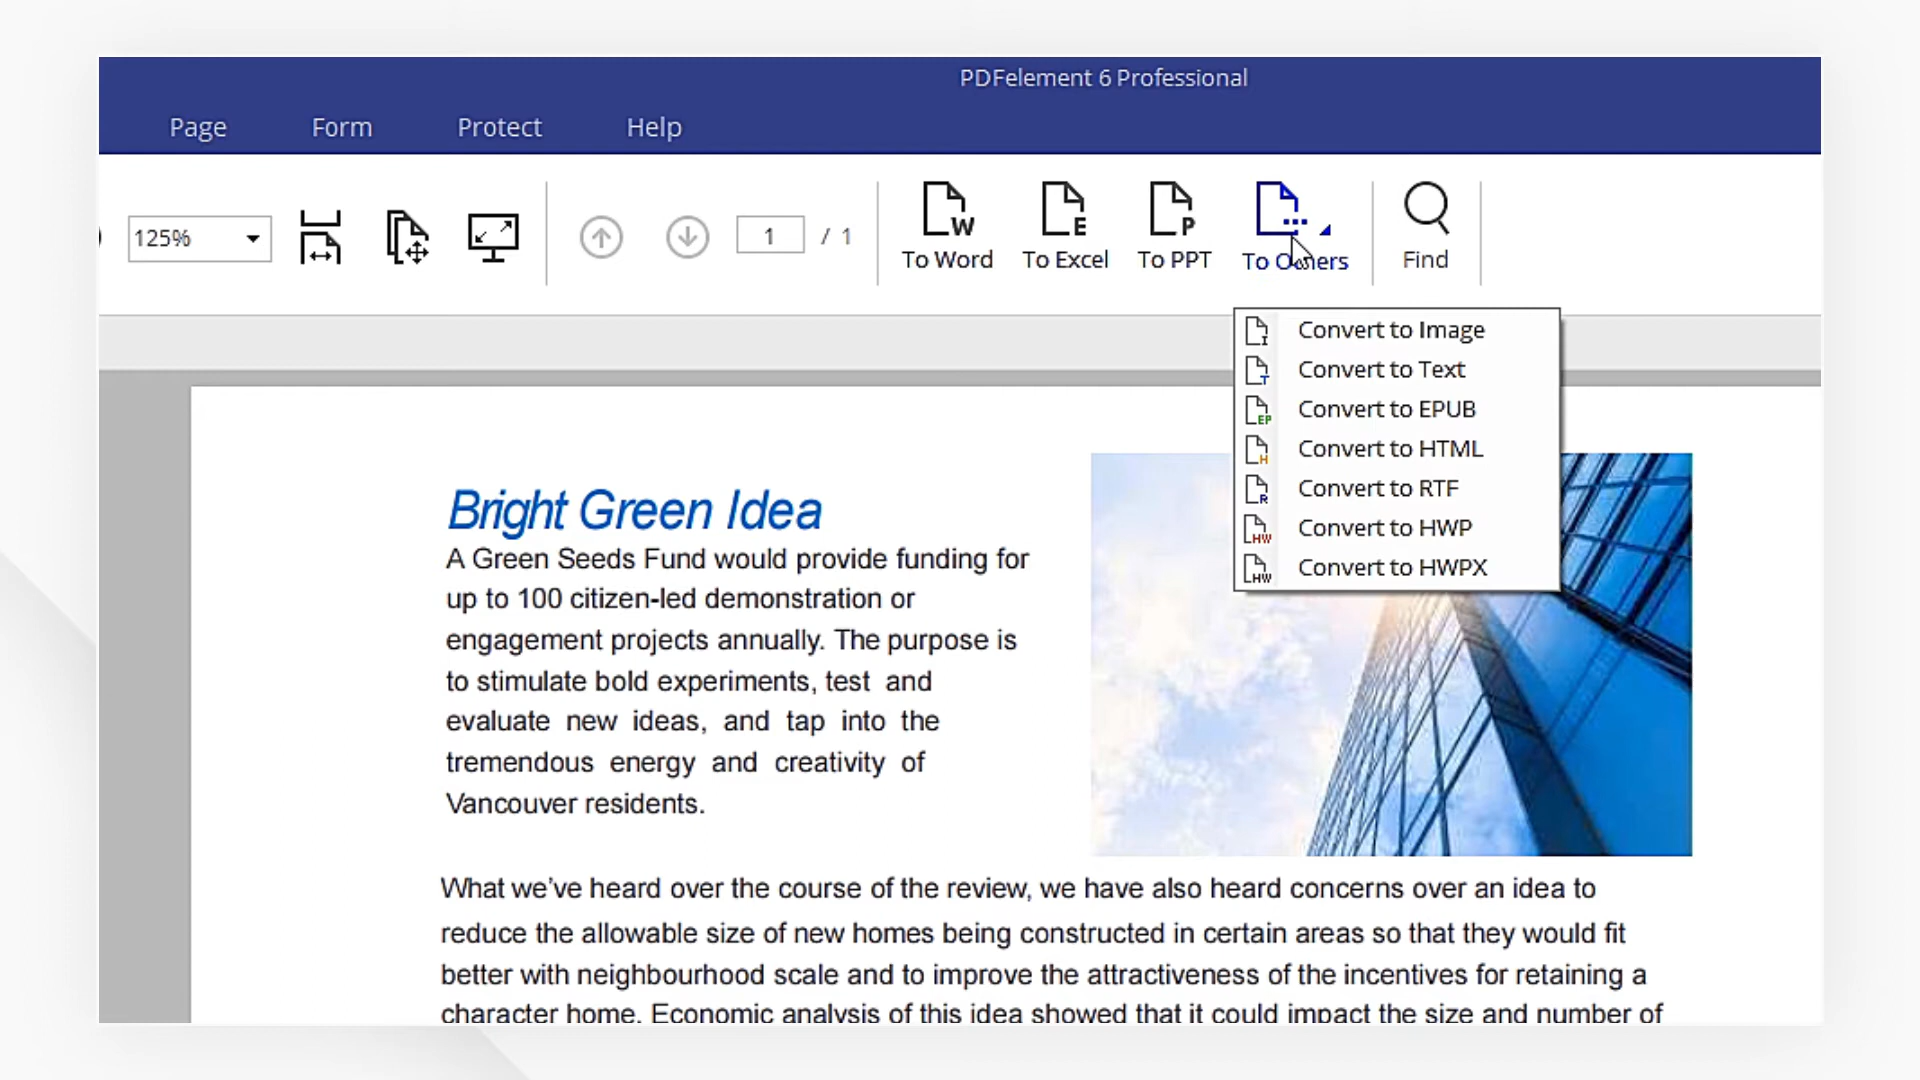 PDFelement 6 Professional
Page Form Protect Help
125%
1 / 1
To Word To Excel To PPT To Others Find
Convert to Image
Convert to Text
Convert to EPUB
Convert to HTML
Convert to RTF
Convert to HWP
Convert to HWPX
Bright Green Idea
A Green Seeds Fund would provide funding for
up to 100 citizen-led demonstration or
engagement projects annually. The purpose is
to stimulate bold experiments, test and
evaluate new ideas, and tap into the
tremendous energy and creativity of
Vancouver residents.
What we’ve heard over the course of the review, we have also heard concerns over an idea to
reduce the allowable size of new homes being constructed in certain areas so that they would fit
better with neighbourhood scale and to improve the attractiveness of the incentives for retaining a
character home. Economic analysis of this idea showed that it could impact the size and number of